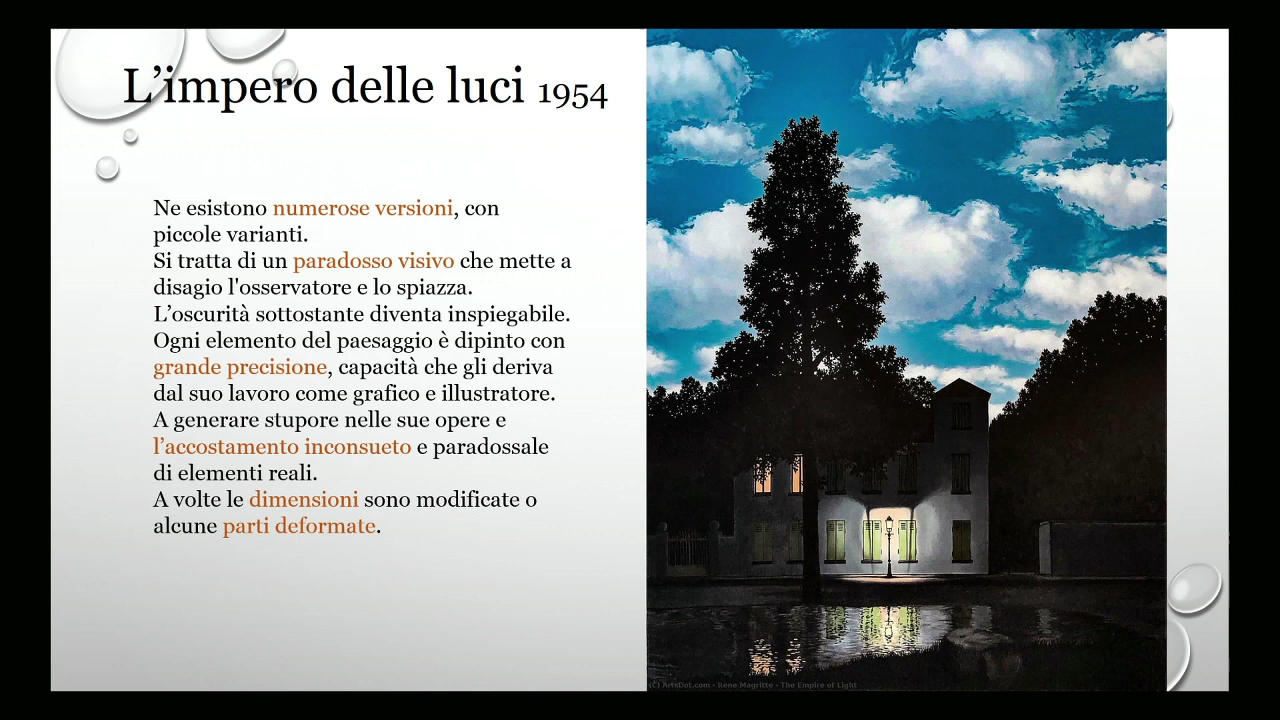 L’impero delle luci 1954
Ne esistono numerose versioni, con
piccole varianti.
Si tratta di un paradosso visivo che mette a
disagio l'osservatore e lo spiazza.
L’oscurità sottostante diventa inspiegabile.
Ogni elemento del paesaggio è dipinto con
grande precisione, capacità che gli deriva
dal suo lavoro come grafico e illustratore.
A generare stupore nelle sue opere e
l’accostamento inconsueto e paradossale
di elementi reali.
A volte le dimensioni sono modificate o
alcune parti deformate.
(C) ArtsDot.com - Rene Magritte - The Empire of Light